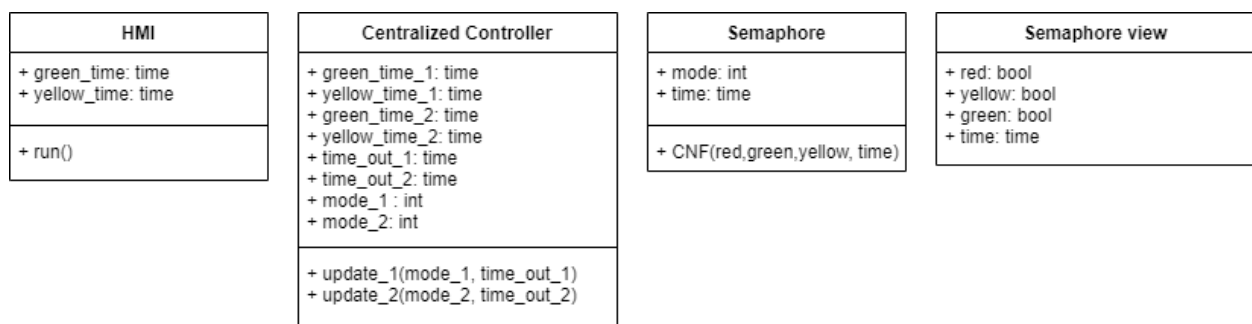 HMI
+ green_time: time
+ yellow_time: time
+ run()
Centralized Controller
+ green_time_1: time
+ yellow_time_1: time
+ green_time_2: time
+ yellow_time_2: time
+ time_out_1: time
+ time_out_2: time
+ mode_1 : int
+ mode_2: int
+ update_1(mode_1, time_out_1)
+ update_2(mode_2, time_out_2)
Semaphore
+ mode: int
+ time: time
+ CNF(red,green,yellow, time)
Semaphore view
+ red: bool
+ yellow: bool
+ green: bool
+ time: time